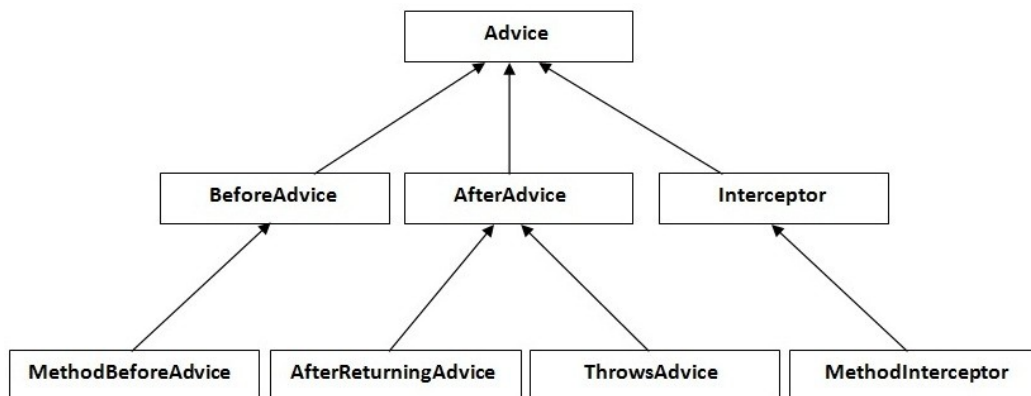 Advice
BeforeAdvice
AfterAdvice
Interceptor
MethodBeforeAdvice
AfterReturningAdvice
ThrowsAdvice
MethodInterceptor